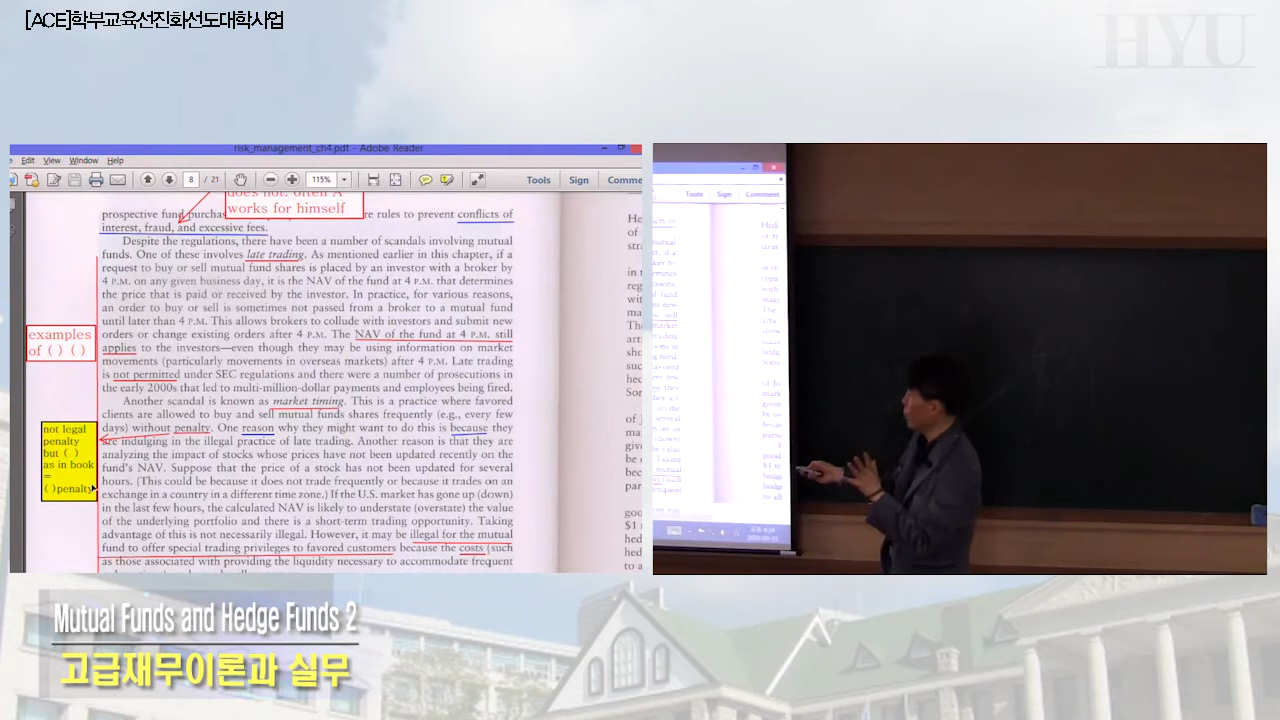 [ACE]학부교육선진화선도대학사업
HYU
risk_management_ch4.pdf - Adobe Reader
Edit View Window Help
8 / 21
115%
Tools Sign Comme
does not. often A
works for himself
prospective fund purchas re rules to prevent conflicts of
interest, fraud, and excessive fees.
Despite the regulations, there have been a number of scandals involving mutual
funds. One of these involves late trading. As mentioned earlier in this chapter, if a
request to buy or sell mutual fund shares is placed by an investor with a broker by
4 P.M. on any given business day, it is the NAV of the fund at 4 P.M. that determines
the price that is paid or received by the investor. In practice, for various reasons,
an order to buy or sell is sometimes not passed from a broker to a mutual fund
until later than 4 P.M. This allows brokers to collude with investors and submit new
orders or change existing orders after 4 P.M. The NAV of the fund at 4 P.M. still
applies to the investors—even though they may be using information on market
movements (particularly movements in overseas markets) after 4 P.M. Late trading
is not permitted under SEC regulations and there were a number of prosecutions in
the early 2000s that led to multi-million-dollar payments and employees being fired.
Another scandal is known as market timing. This is a practice where favored
clients are allowed to buy and sell mutual funds shares frequently (e.g., every few
days) without penalty. One reason why they might want to do this is because they
are indulging in the illegal practice of late trading. Another reason is that they are
analyzing the impact of stocks whose prices have not been updated recently on the
fund's NAV. Suppose that the price of a stock has not been updated for several
hours. (This could be because it does not trade frequently or because it trades on an
exchange in a country in a different time zone.) If the U.S. market has gone up (down)
in the last few hours, the calculated NAV is likely to understate (overstate) the value
of the underlying portfolio and there is a short-term trading opportunity. Taking
advantage of this is not necessarily illegal. However, it may be illegal for the mutual
fund to offer special trading privileges to favored customers because the costs (such
as those associated with providing the liquidity necessary to accommodate frequent
examples
of ( ) ( )
not legal
penalty
but ( )
as in book
=
( )penalty
Tools Sign Comment
Mutual Funds and Hedge Funds 2
고급재무이론과 실무